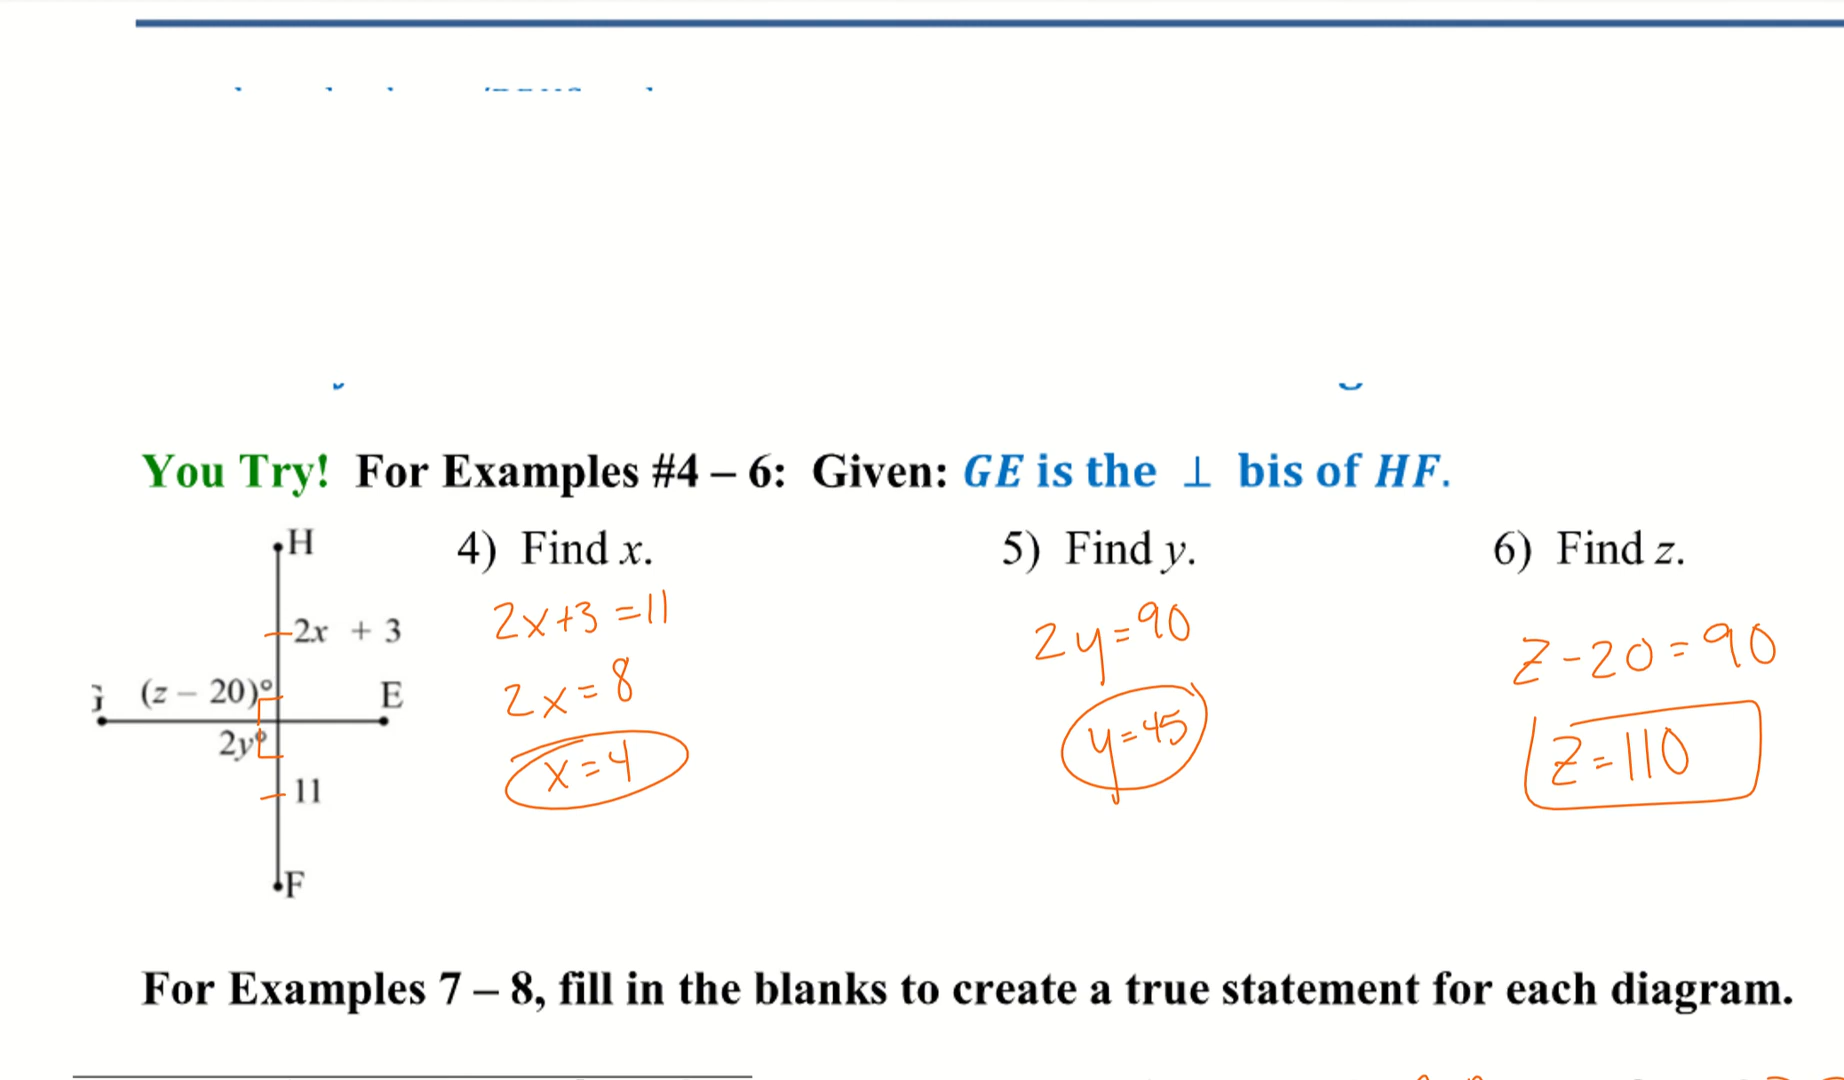 You Try! For Examples #4 – 6: Given: GE is the ⊥ bis of HF.
H
2x + 3
(z – 20)°
E
2y°
11
F
4) Find x.
2x+3=11
2x=8
x=4
5) Find y.
2y=90
y=45
6) Find z.
z-20=90
z=110
For Examples 7 – 8, fill in the blanks to create a true statement for each diagram.